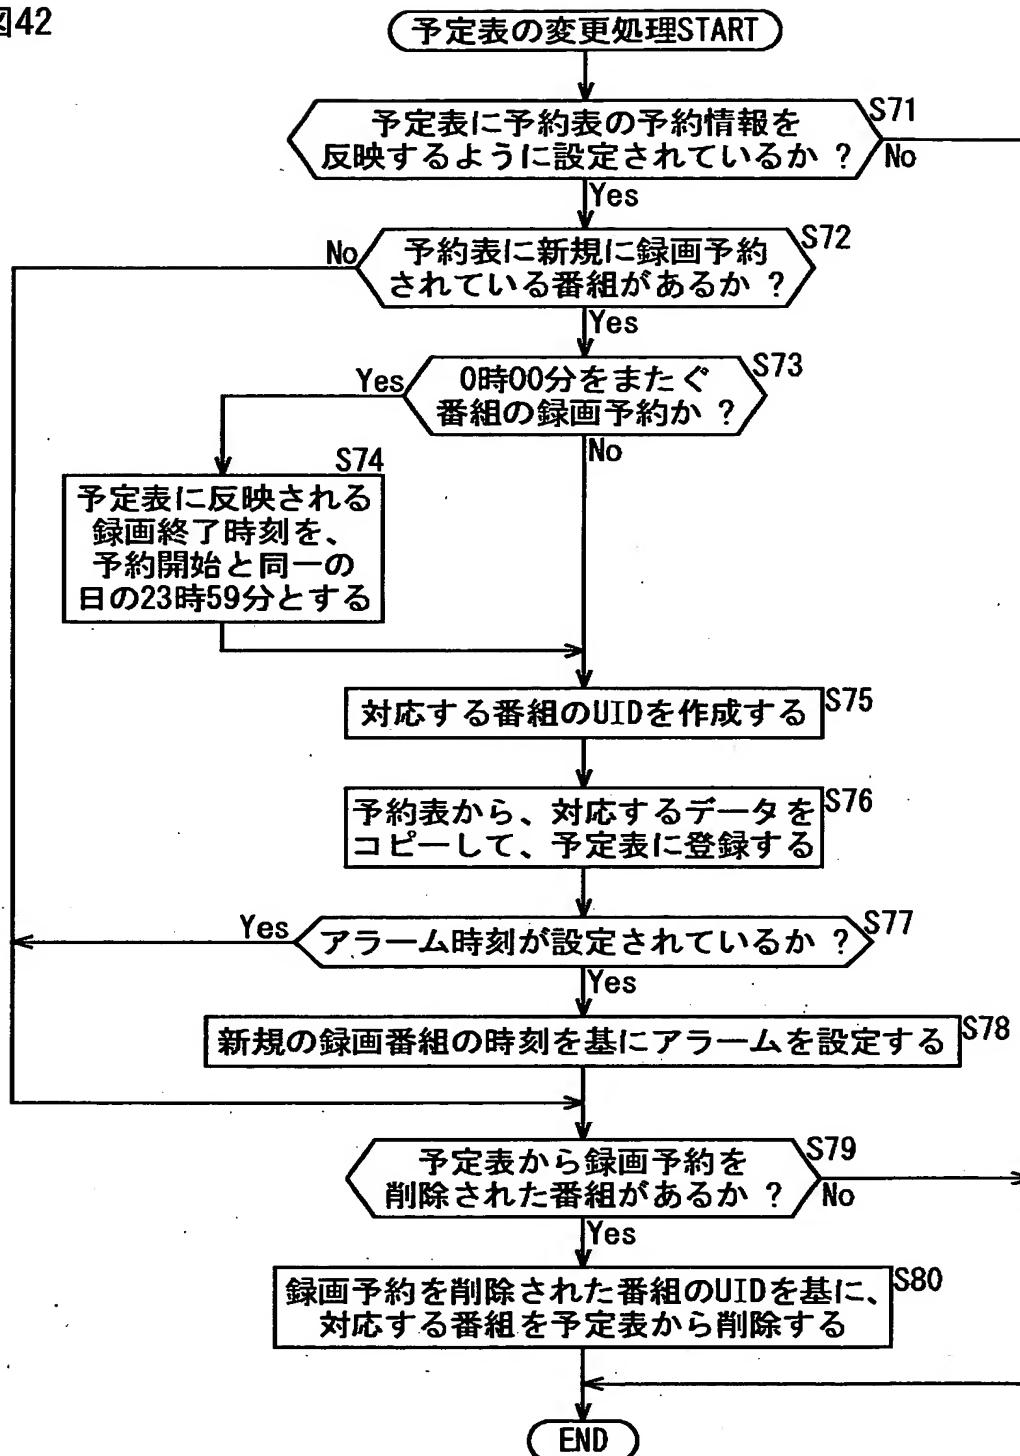 図42
予定表の変更処理START
S71
予定表に予約表の予約情報を
反映するように設定されているか ?
No
Yes
S72
No
予約表に新規に録画予約
されている番組があるか ?
Yes
S73
Yes
0時00分をまたぐ
番組の録画予約か ?
No
S74
予定表に反映される
録画終了時刻を、
予約開始と同一の
日の23時59分とする
対応する番組のUIDを作成する
S75
予約表から、対応するデータを
コピーして、予定表に登録する
S76
Yes
アラーム時刻が設定されているか ?
S77
Yes
新規の録画番組の時刻を基にアラームを設定する
S78
予定表から録画予約を
削除された番組があるか ?
S79
No
Yes
録画予約を削除された番組のUIDを基に、
対応する番組を予定表から削除する
S80
END